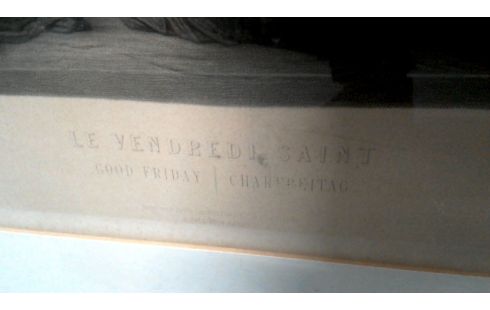 LE VENDREDI SAINT
GOOD FRIDAY | CHARFREITAG